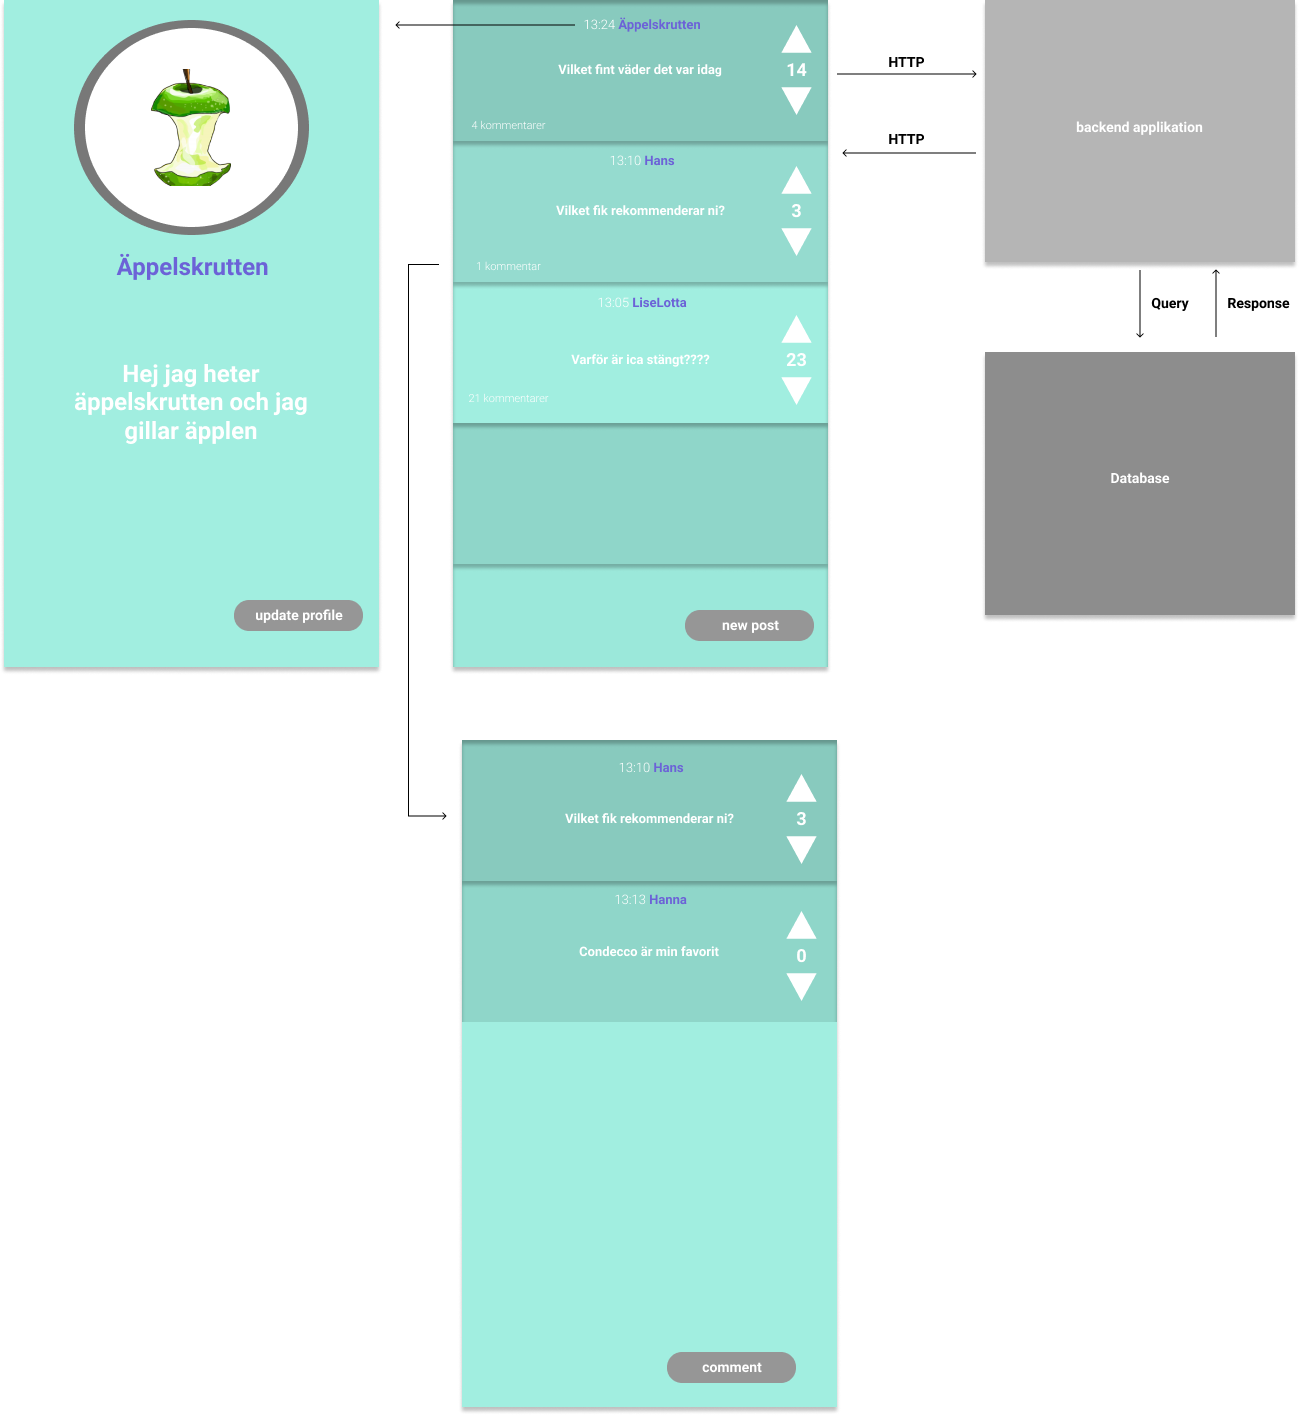 Äppelskrutten
Hej jag heter
äppelskrutten och jag
gillar äpplen
update profile
13:24 Äppelskrutten
Vilket fint väder det var idag
14
4 kommentarer
13:10 Hans
Vilket fik rekommenderar ni?
3
1 kommentar
13:05 LiseLotta
Varför är ica stängt????
23
21 kommentarer
new post
HTTP
HTTP
backend applikation
Query
Response
Database
13:10 Hans
Vilket fik rekommenderar ni?
3
13:13 Hanna
Condecco är min favorit
0
comment